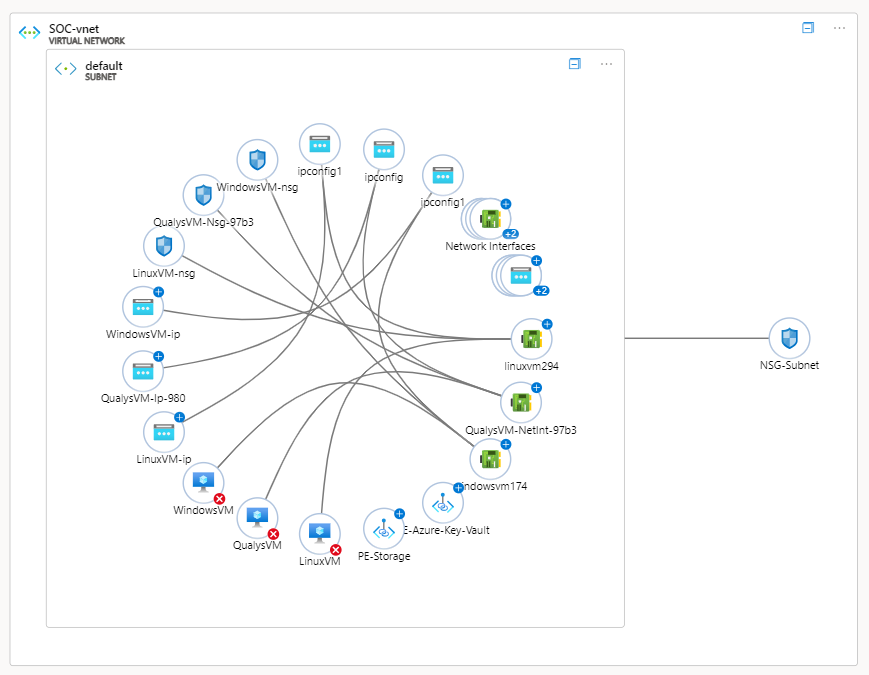 SOC-vnet
VIRTUAL NETWORK
default
SUBNET
ipconfig1
ipconfig
WindowsVM-nsg
ipconfig1
QualysVM-Nsg-97b3
+2
Network Interfaces
LinuxVM-nsg
+2
WindowsVM-ip
linuxvm294
NSG-Subnet
QualysVM-Ip-980
QualysVM-NetInt-97b3
LinuxVM-ip
indowsvm174
WindowsVM
E-Azure-Key-Vault
QualysVM
LinuxVM
PE-Storage